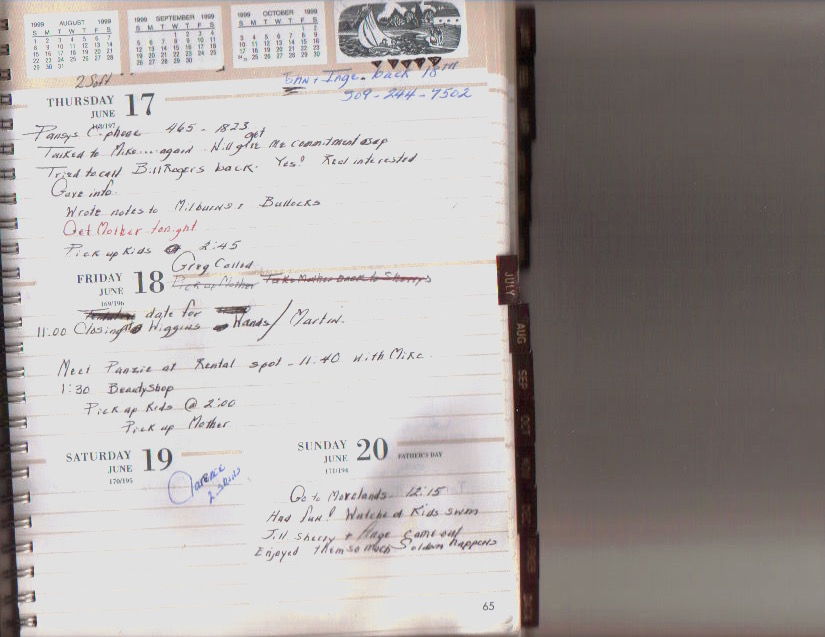 1999 AUGUST 1999
S M T W T F S
1 2 3 4 5 6 7
8 9 10 11 12 13 14
15 16 17 18 19 20 21
22 23 24 25 26 27 28
29 30 31
1999 SEPTEMBER 1999
S M T W T F S
1 2 3 4
5 6 7 8 9 10 11
12 13 14 15 16 17 18
19 20 21 22 23 24 25
26 27 28 29 30
1999 OCTOBER 1999
S M T W T F S
1 2
3 4 5 6 7 8 9
10 11 12 13 14 15 16
17 18 19 20 21 22 23
24/31 25 26 27 28 29 30
2 Sold
+ Inge. back 18TH
509-244-7502
THURSDAY 17
JUNE
168/197
Pansys C.phone 465-1823
Talked to Mike....again. Will get me commitment asap
Tried to call Bill Rogers back. Yes! Real interested
Gave info.
Wrote notes to Milburns & Bullocks
Get Mother tonight
Pick up Kids @ 2:45
Greg Called
FRIDAY 18
JUNE
169/196
Pick up Mother Take Mother back to Sherry's
date for
11:00 Closing Wiggins Hands/Martin.
Meet Panzie at Rental spot - 11:40 with Mike.
1:30 BeautyShop
Pick up Kids @ 2:00
Pick up Mother
SATURDAY 19
JUNE
170/195
Clarence
SUNDAY 20
JUNE
171/194
FATHER'S DAY
Go to Morelands - 12:15
Had fun! Watched Kids swim
Jill Sherry + Hage came out
Enjoyed them so much Soldom happens
65
JULY
AUG
SEP
OCT
NOV
DEC